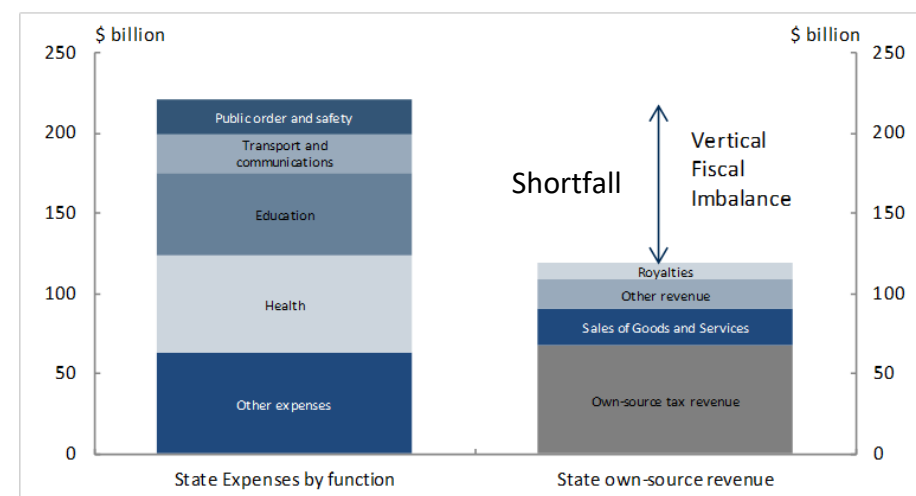 $ billion
$ billion
250
250
200
200
150
150
100
100
50
50
0
0
Public order and safety
Transport and
communications
Education
Health
Other expenses
Shortfall
Vertical
Fiscal
Imbalance
Royalties
Other revenue
Sales of Goods and Services
Own-source tax revenue
State Expenses by function
State own-source revenue